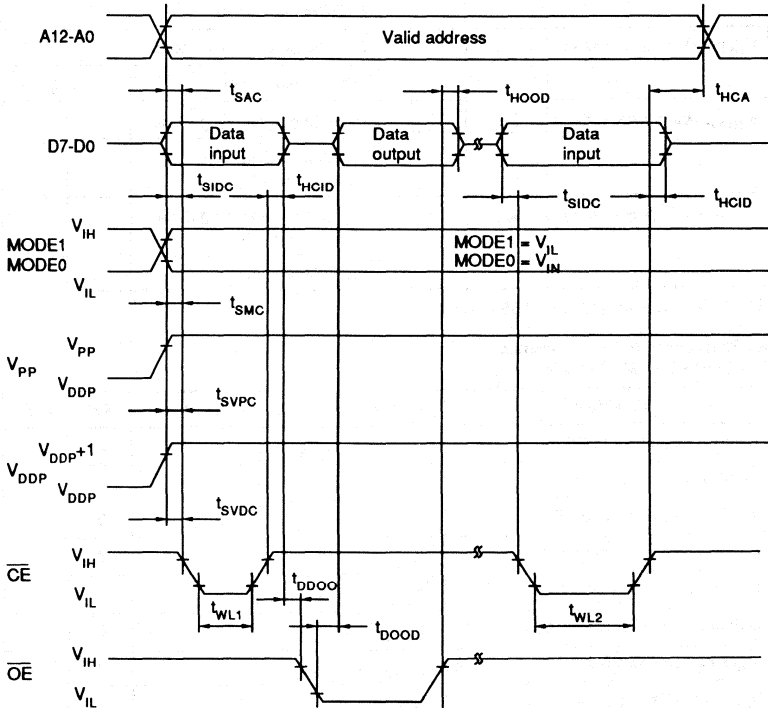 A12-A0
Valid address
tSAC
tHOOD
tHCA
D7-D0
Data input
Data output
Data input
tSIDC
tHCID
tSIDC
tHCID
VIH
MODE1
MODE0
VIL
MODE1 = VIL
MODE0 = VIN
tSMC
VPP
VPP
VDDP
tSVPC
VDDP+1
VDDP
VDDP
tSVDC
VIH
CE
VIL
tWL1
tDDOO
tWL2
tDOOD
VIH
OE
VIL